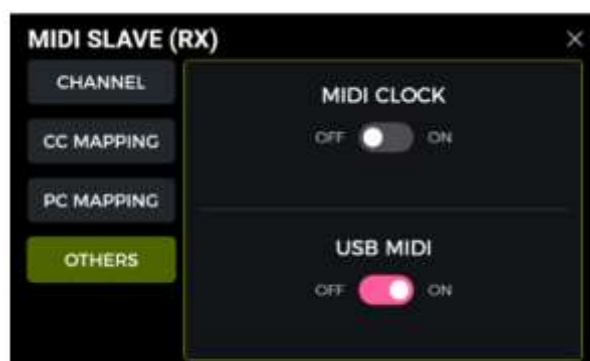 MIDI SLAVE (RX)
CHANNEL
CC MAPPING
PC MAPPING
OTHERS
MIDI CLOCK
OFF ON
USB MIDI
OFF ON